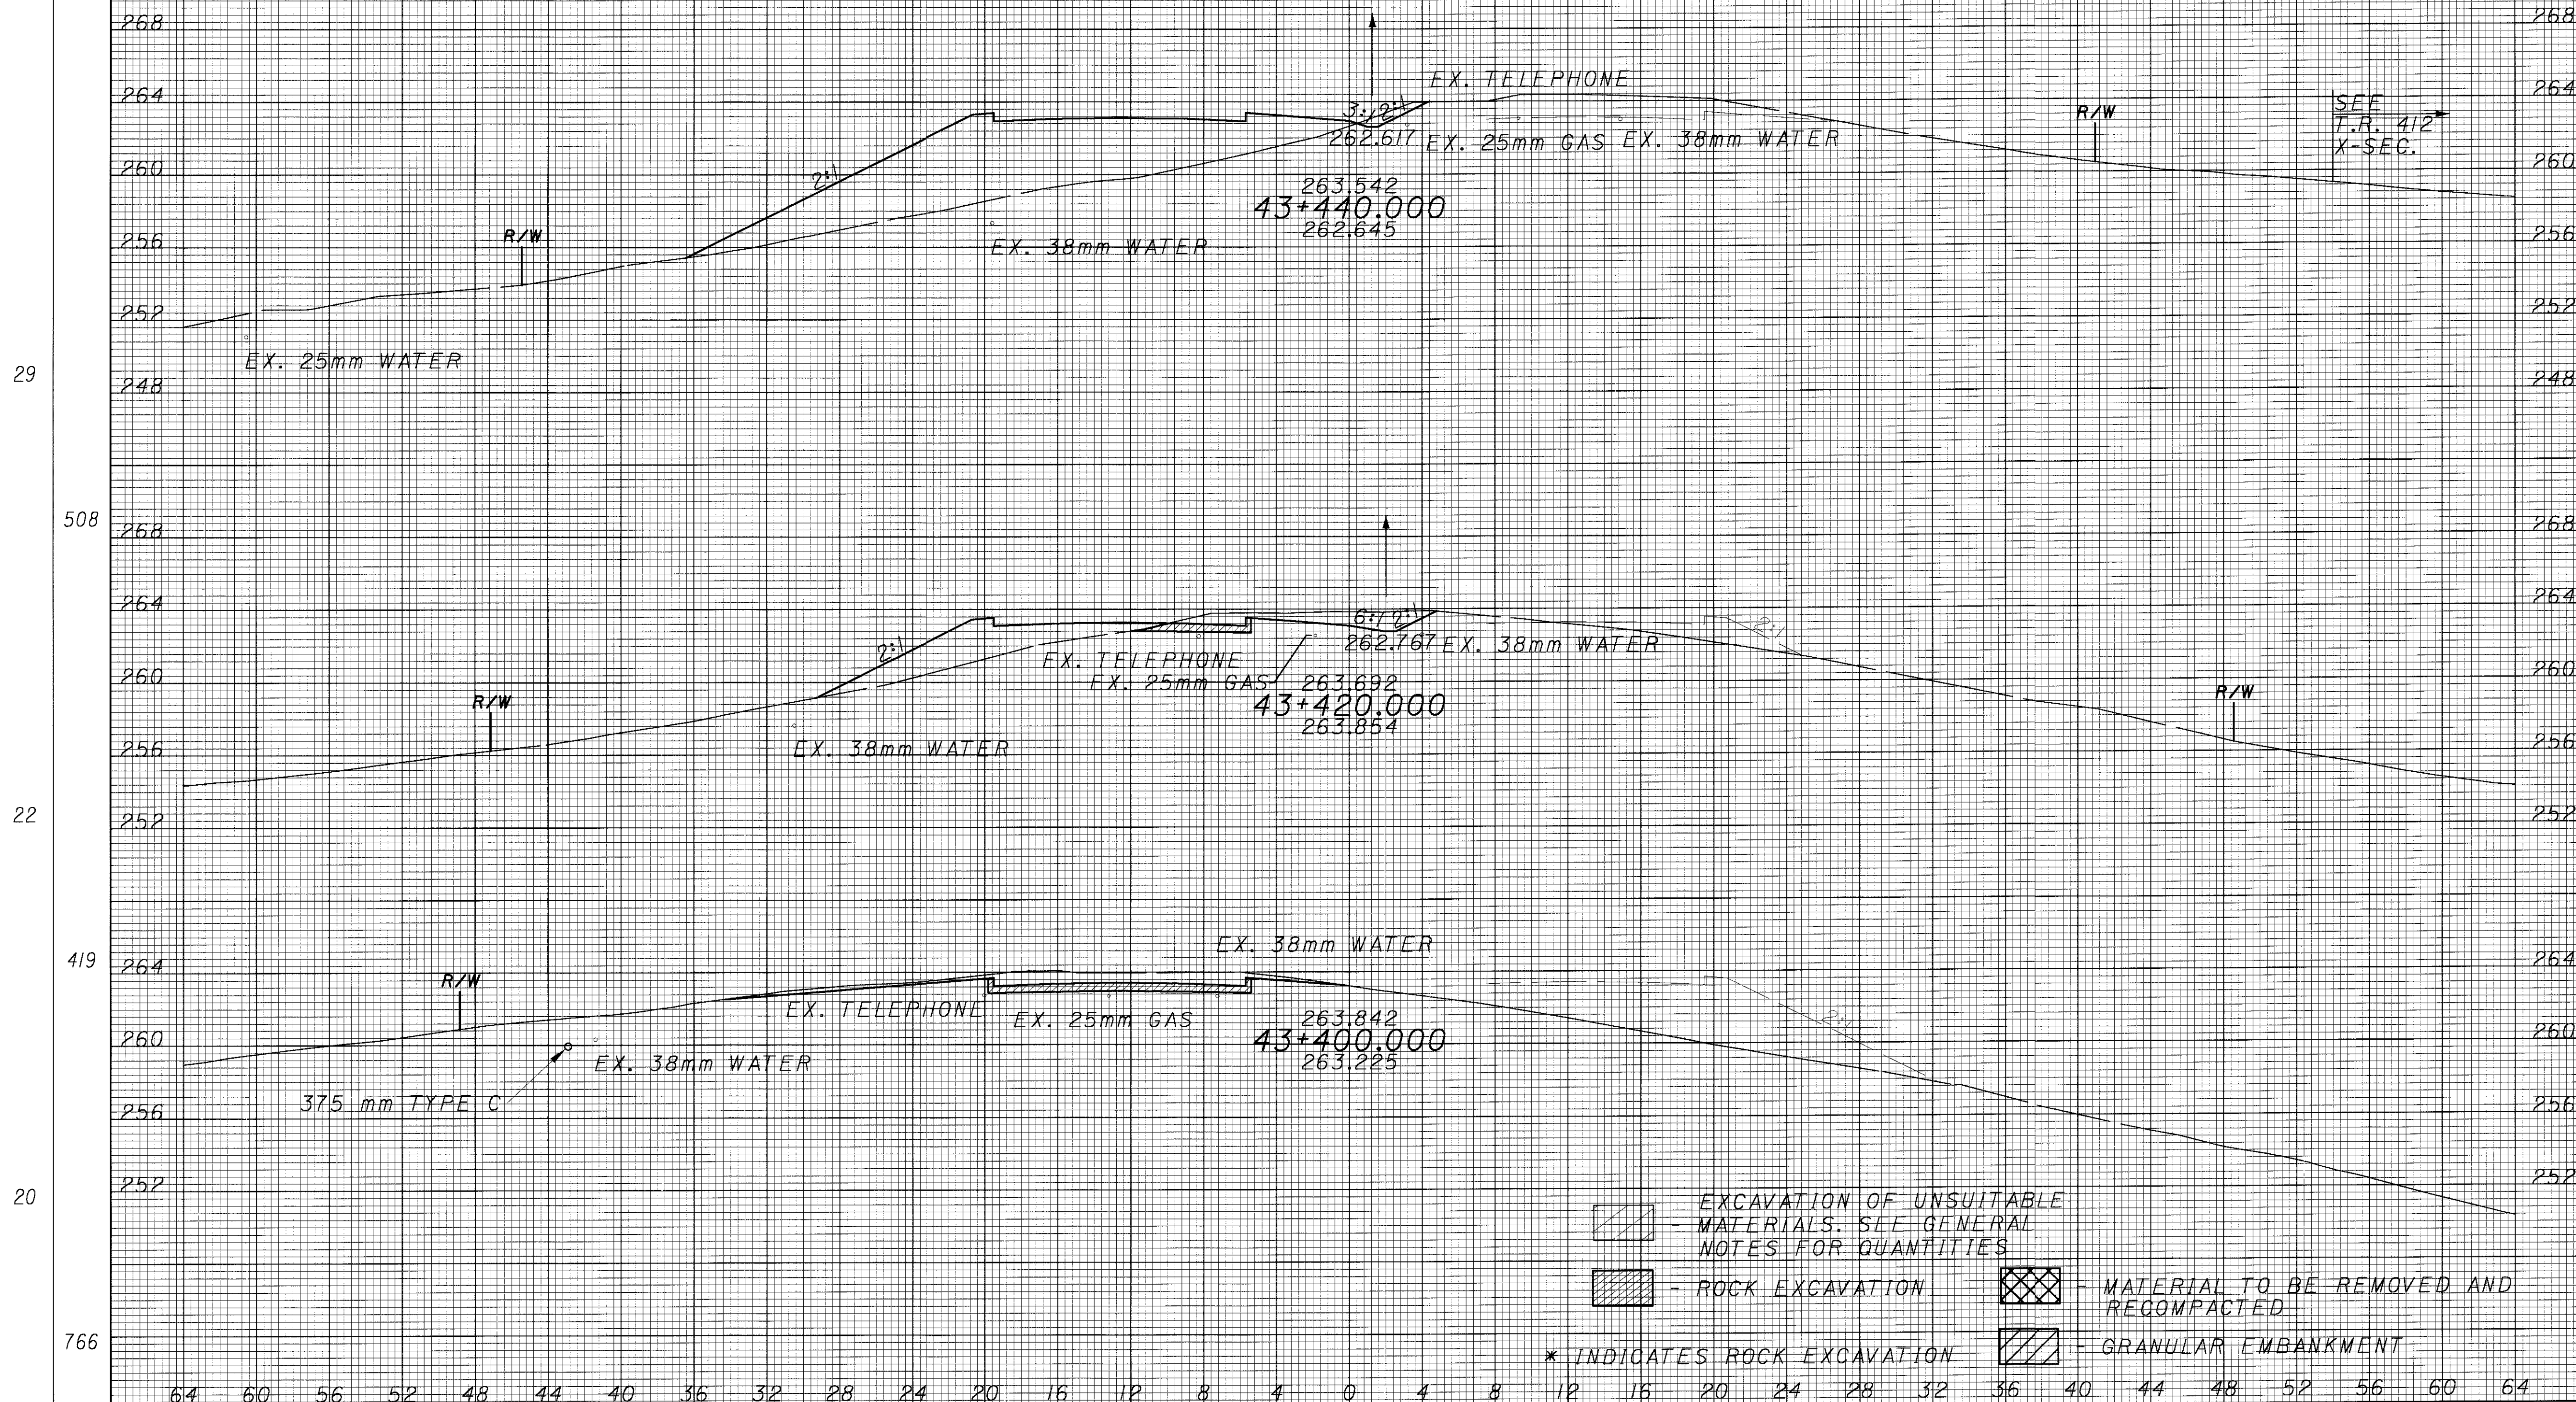 268 268
EX. TELEPHONE
264 264
3:1 2:1
R/W
SEE
T.R. 412
X-SEC.
262.617 EX. 25mm GAS EX. 38mm WATER
260 260
2:1
263.542
43+440.000
262.645
R/W
256 256
EX. 38mm WATER
252 252
EX. 25mm WATER
29
248 248
508
268 268
264 264
6:1 2:1
2:1
2:1
262.767 EX. 38mm WATER
EX. TELEPHONE
260 260
EX. 25mm GAS 263.692
R/W R/W
43+420.000
263.854
256 256
EX. 38mm WATER
22
252 252
EX. 38mm WATER
419
264 264
R/W
EX. TELEPHONE
EX. 25mm GAS
263.842
2:1
260 260
43+400.000
263.225
EX. 38mm WATER
375 mm TYPE C
256 256
252 252
20
EXCAVATION OF UNSUITABLE
- MATERIALS. SEE GENERAL
NOTES FOR QUANTITIES
- ROCK EXCAVATION
- MATERIAL TO BE REMOVED AND
RECOMPACTED
766
- GRANULAR EMBANKMENT
* INDICATES ROCK EXCAVATION
64 60 56 52 48 44 40 36 32 28 24 20 16 12 8 4 0 4 8 12 16 20 24 28 32 36 40 44 48 52 56 60 64